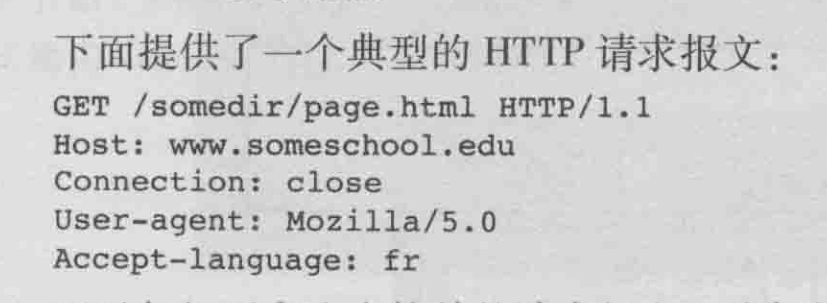 下面提供了一个典型的 HTTP 请求报文：
GET /somedir/page.html HTTP/1.1
Host: www.someschool.edu
Connection: close
User-agent: Mozilla/5.0
Accept-language: fr